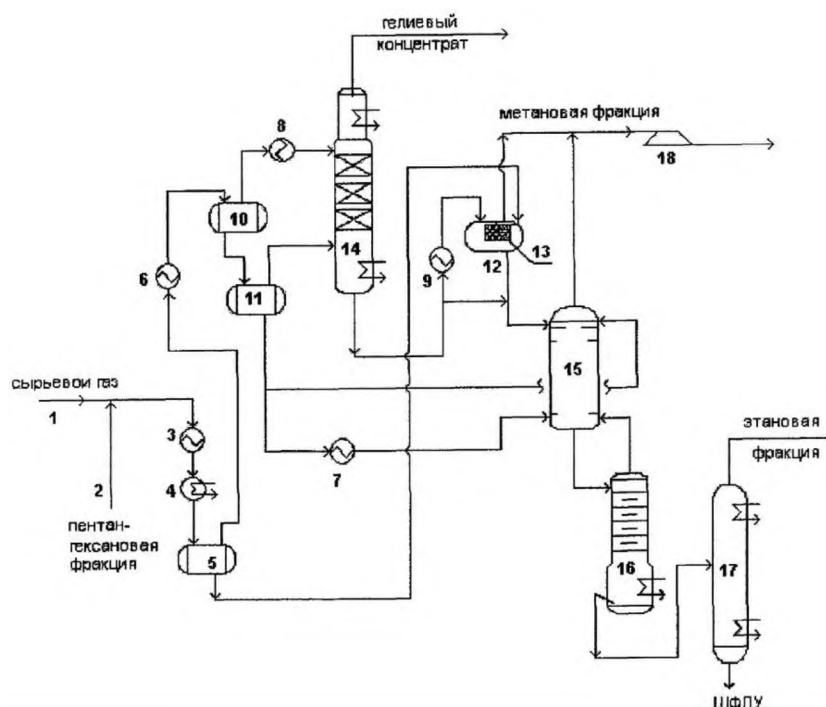 гелиевый
концентрат
метановая фракция
8
18
10
14
13
6
9
12
11
15
сырьевой газ
1
3
этановая
фракция
7
2
4
пентан-
гексановая
фракция
5
16
17
ШФЛУ